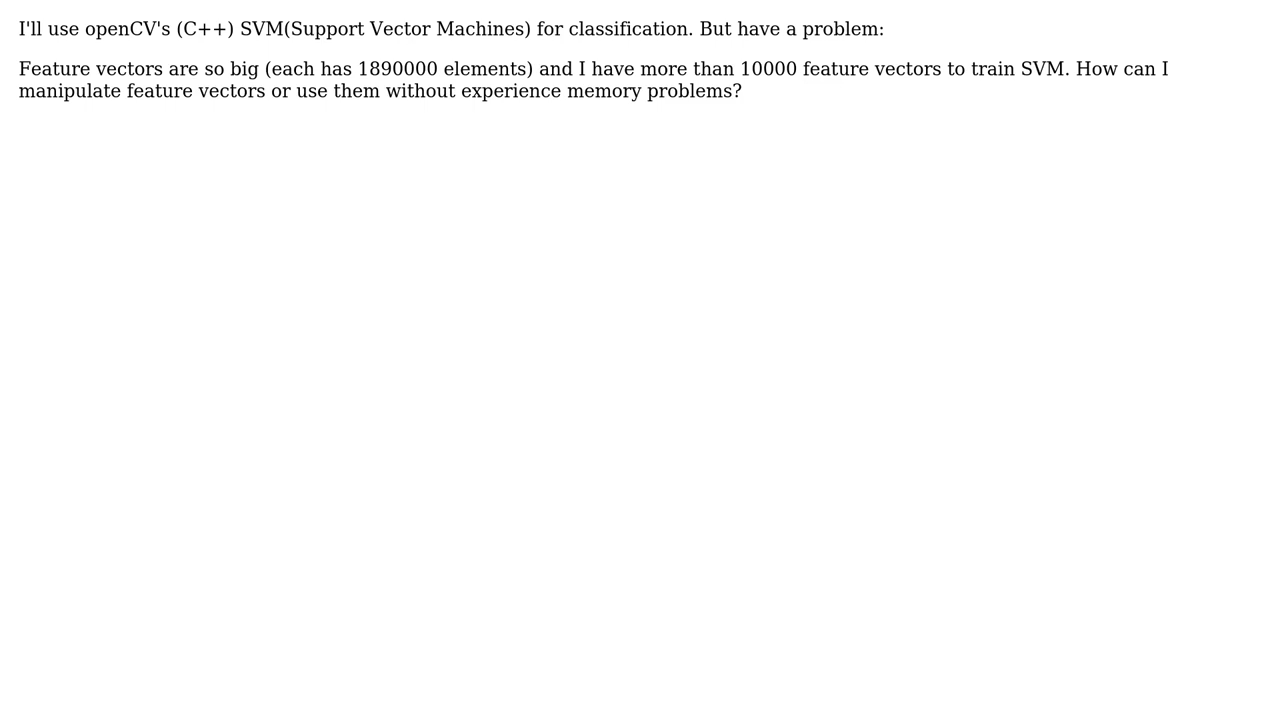 I'll use openCV's (C++) SVM(Support Vector Machines) for classification. But have a problem:
Feature vectors are so big (each has 1890000 elements) and I have more than 10000 feature vectors to train SVM. How can I
manipulate feature vectors or use them without experience memory problems?